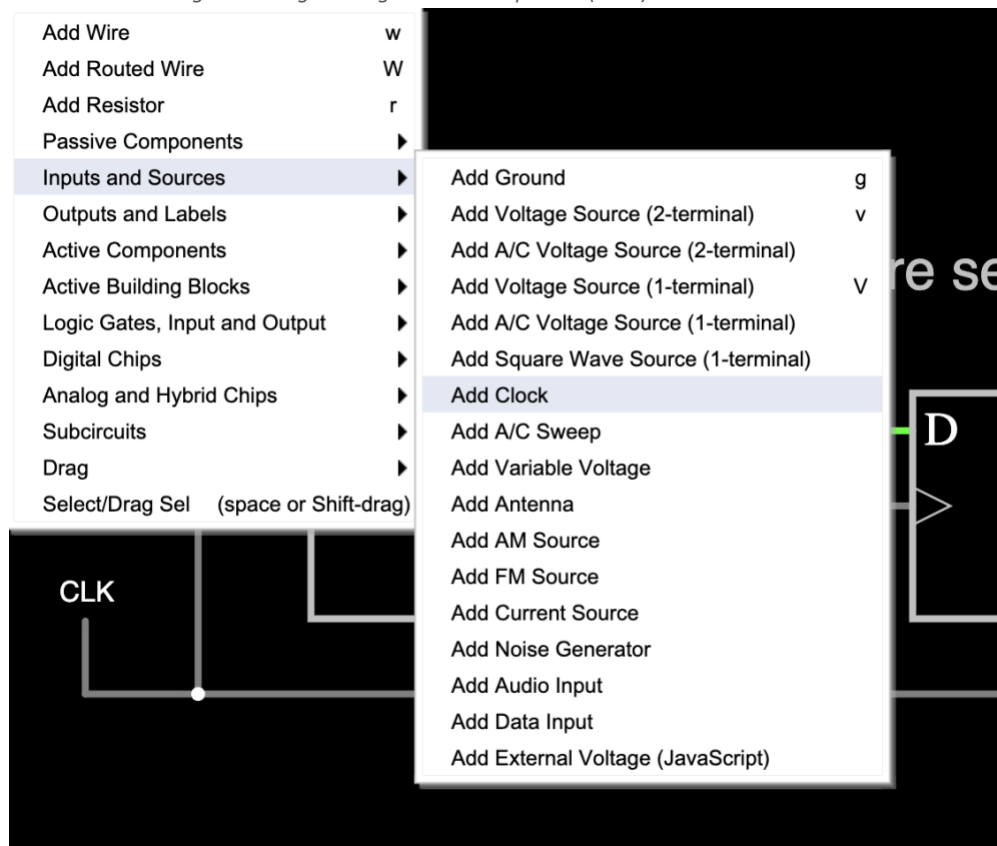 Add Wire w
Add Routed Wire W
Add Resistor r
Passive Components
Inputs and Sources
Outputs and Labels
Active Components
Active Building Blocks
Logic Gates, Input and Output
Digital Chips
Analog and Hybrid Chips
Subcircuits
Drag
Select/Drag Sel (space or Shift-drag)
Add Ground g
Add Voltage Source (2-terminal) v
Add A/C Voltage Source (2-terminal)
Add Voltage Source (1-terminal) V
Add A/C Voltage Source (1-terminal)
Add Square Wave Source (1-terminal)
Add Clock
Add A/C Sweep
Add Variable Voltage
Add Antenna
Add AM Source
Add FM Source
Add Current Source
Add Noise Generator
Add Audio Input
Add Data Input
Add External Voltage (JavaScript)
CLK
D